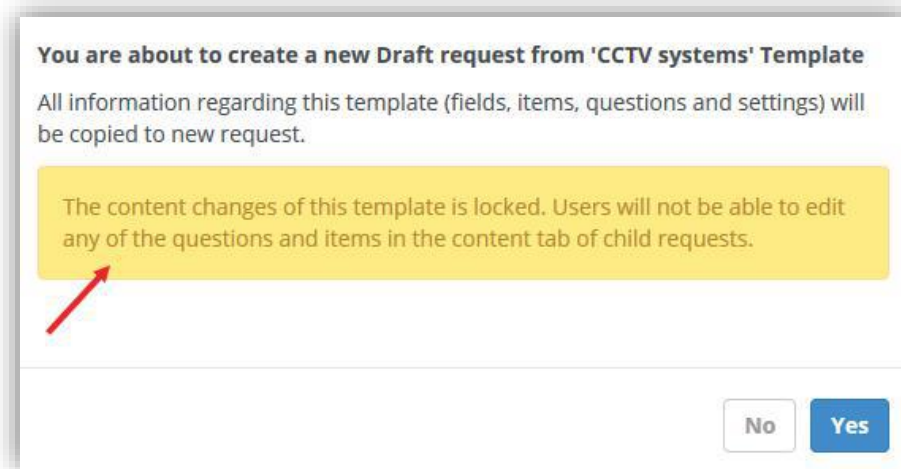 You are about to create a new Draft request from 'CCTV systems' Template
All information regarding this template (fields, items, questions and settings) will
be copied to new request.
The content changes of this template is locked. Users will not be able to edit
any of the questions and items in the content tab of child requests.
No
Yes